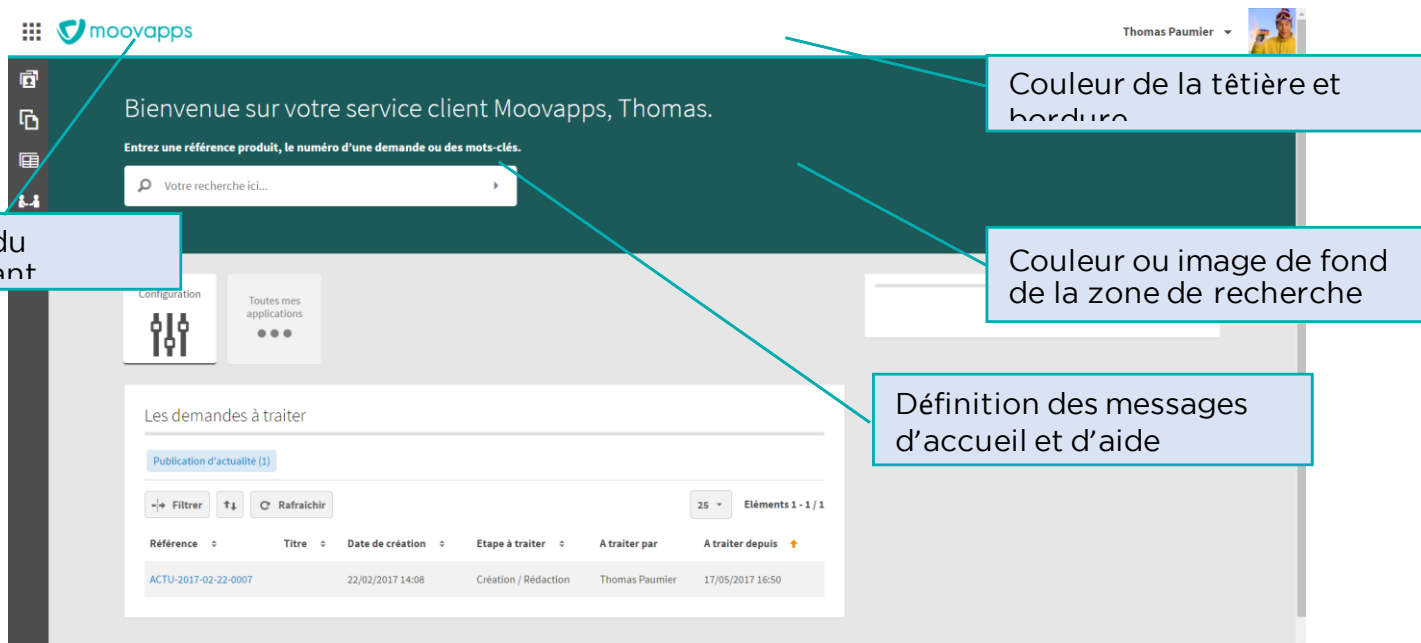 moovapps
Thomas Paumier
Couleur de la têtière et
bordure
Bienvenue sur votre service client Moovapps, Thomas.
Entrez une référence produit, le numéro d'une demande ou des mots-clés.
Votre recherche ici...
du
Couleur ou image de fond
de la zone de recherche
Configuration
Toutes mes
applications
Définition des messages
d'accueil et d'aide
Les demandes à traiter
Publication d'actualité (1)
Filtrer Rafraichir 25 Eléments 1 - 1 / 1
Référence Titre Date de création Etape à traiter A traiter par A traiter depuis
ACTU-2017-02-22-0007 22/02/2017 14:08 Création / Rédaction Thomas Paumier 17/05/2017 16:50